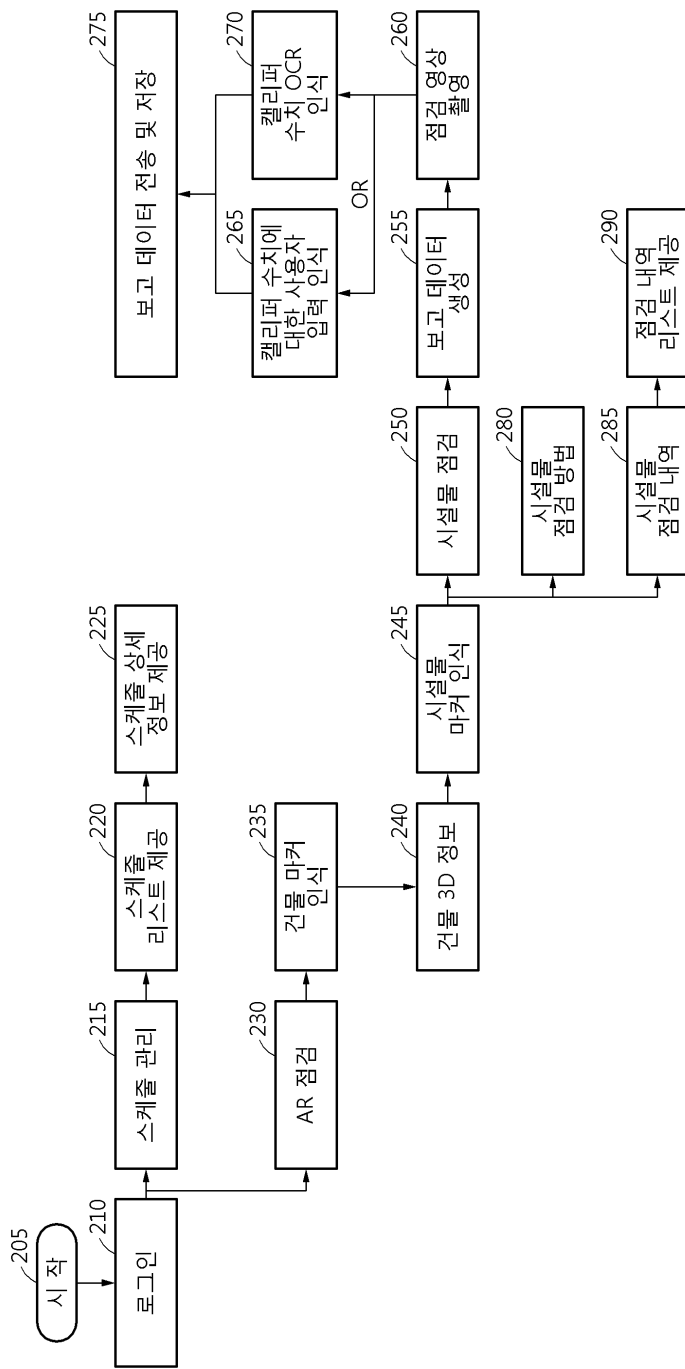 205
시 작
210
로그인
215
스케줄 관리
220
스케줄
리스트 제공
225
스케줄 상세
정보 제공
230
AR 점검
235
건물 마커
인식
240
건물 3D 정보
245
시설물
마커 인식
250
시설물 점검
255
보고 데이터
생성
260
점검 영상
촬영
OR
265
캘리퍼 수치에
대한 사용자
입력 인식
270
캘리퍼
수치 OCR
인식
275
보고 데이터 전송 및 저장
280
시설물
점검 방법
285
시설물
점검 내역
290
점검 내역
리스트 제공